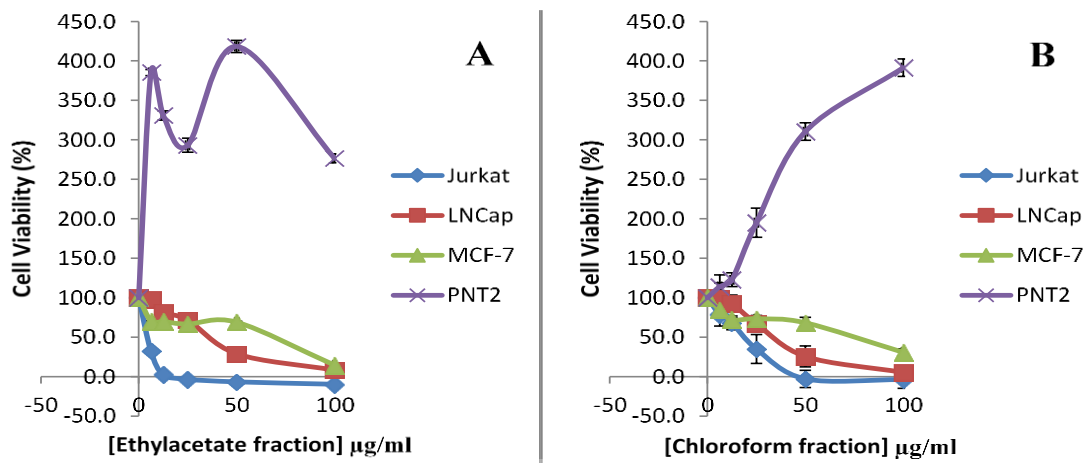 A
Cell Viability (%)
450.0
400.0
350.0
300.0
250.0
200.0
150.0
100.0
50.0
0.0
-50.0
-50
0
50
100
Jurkat
LNCap
MCF-7
PNT2
[Ethylacetate fraction] µg/ml
B
Cell Viability (%)
450.0
400.0
350.0
300.0
250.0
200.0
150.0
100.0
50.0
0.0
-50.0
-50
0
50
100
Jurkat
LNCap
MCF-7
PNT2
[Chloroform fraction] µg/ml